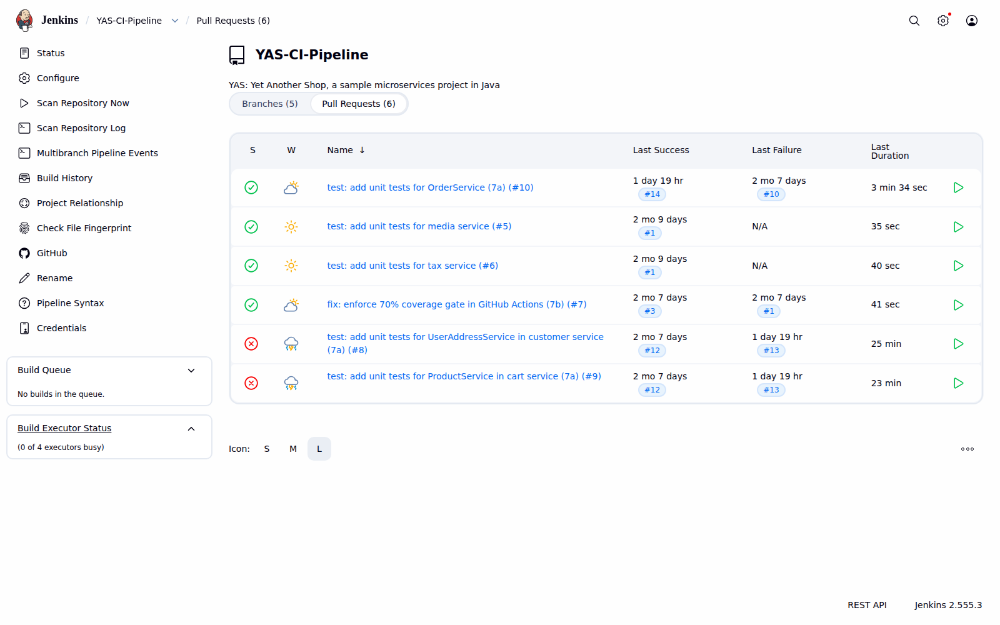 Jenkins / YAS-CI-Pipeline / Pull Requests (6)
Status
Configure
Scan Repository Now
Scan Repository Log
Multibranch Pipeline Events
Build History
Project Relationship
Check File Fingerprint
GitHub
Rename
Pipeline Syntax
Credentials
Build Queue
No builds in the queue.
Build Executor Status
(0 of 4 executors busy)
YAS-CI-Pipeline
YAS: Yet Another Shop, a sample microservices project in Java
Branches (5) Pull Requests (6)
S W Name ↓ Last Success Last Failure Last Duration
test: add unit tests for OrderService (7a) (#10) 1 day 19 hr #14 2 mo 7 days #10 3 min 34 sec
test: add unit tests for media service (#5) 2 mo 9 days #1 N/A 35 sec
test: add unit tests for tax service (#6) 2 mo 9 days #1 N/A 40 sec
fix: enforce 70% coverage gate in GitHub Actions (7b) (#7) 2 mo 7 days #3 2 mo 7 days #1 41 sec
test: add unit tests for UserAddressService in customer service (7a) (#8) 2 mo 7 days #12 1 day 19 hr #13 25 min
test: add unit tests for ProductService in cart service (7a) (#9) 2 mo 7 days #12 1 day 19 hr #13 23 min
Icon: S M L
REST API Jenkins 2.555.3